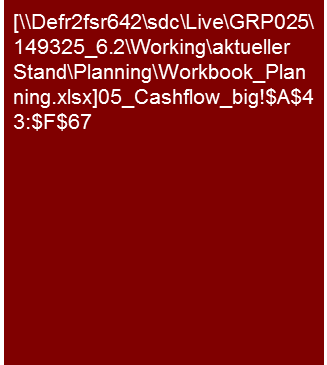 [\\Defr2fsr642\sdc\Live\GRP025\
149325_6.2\Working\aktueller
Stand\Planning\Workbook_Plan
ning.xlsx]05_Cashflow_big!$A$4
3:$F$67